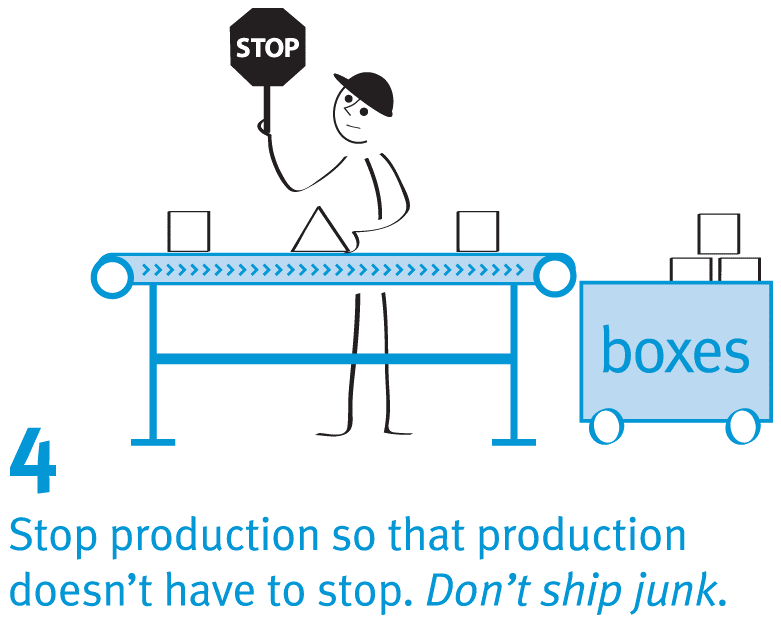 STOP
boxes
4
Stop production so that production
doesn't have to stop. Don't ship junk.